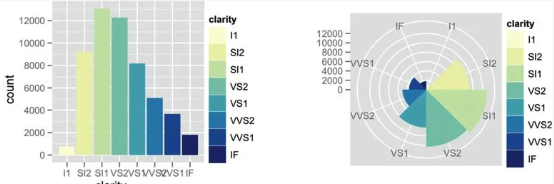 12000
10000
8000
6000
4000
2000
0
count
I1 SI2 SI1 VS2 VS1 VVS2 VVS1 IF
clarity
clarity
I1
SI2
SI1
VS2
VS1
VVS2
VVS1
IF
12000
10000
8000
6000
4000
2000
0
IF I1
VVS1 SI2
VVS2 SI1
VS1 VS2
clarity
I1
SI2
SI1
VS2
VS1
VVS2
VVS1
IF